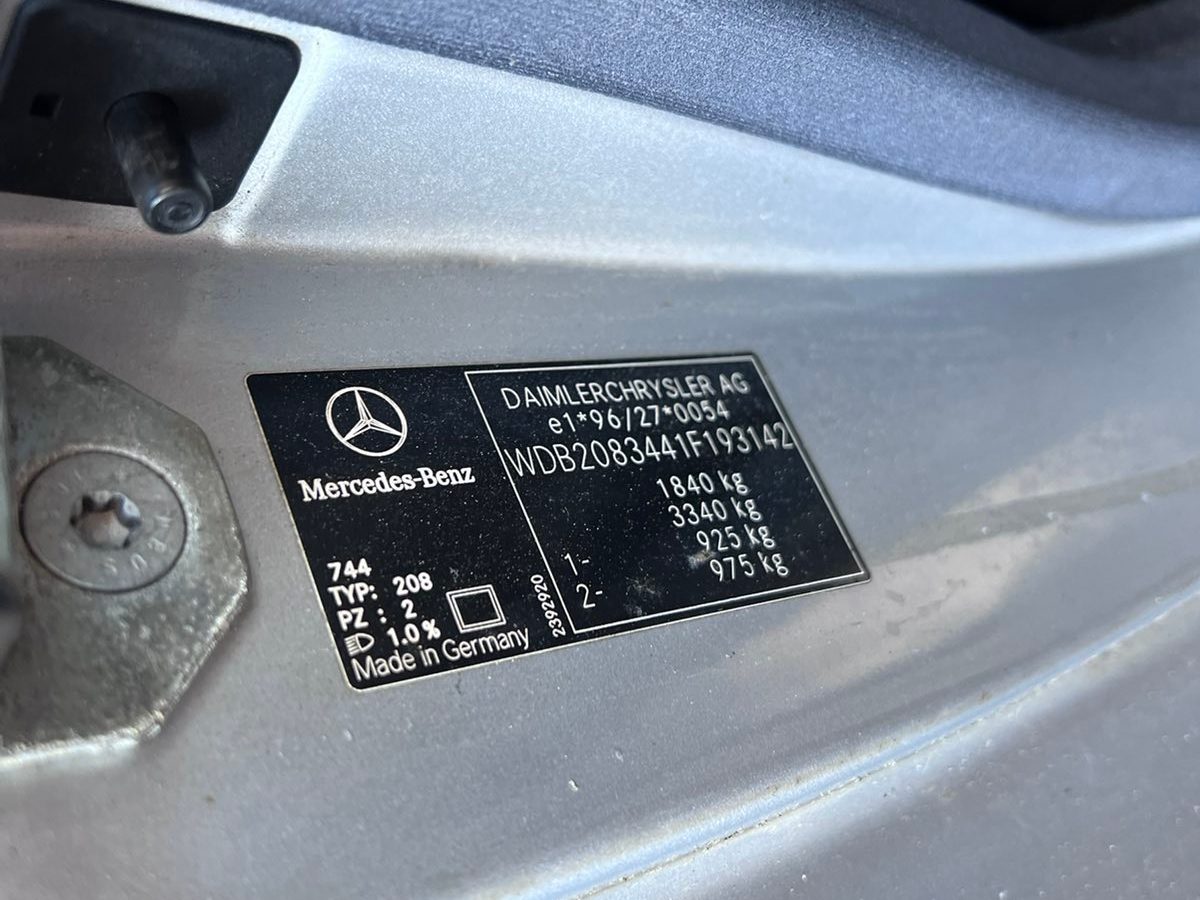 Mercedes-Benz
744
TYP: 208
PZ : 2
1.0%
Made in Germany
2392920
DAIMLERCHRYSLER AG
e1*96/27*0054
WDB2083441F193142
1840 kg
3340 kg
1- 925 kg
2- 975 kg